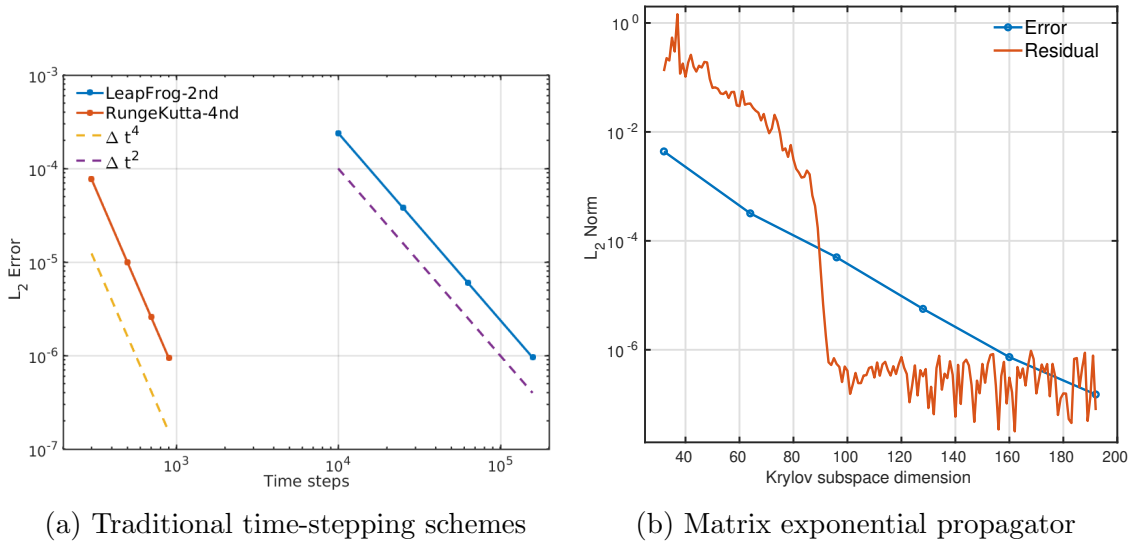 10^-3
10^-4
10^-5
10^-6
10^-7
L_2 Error
LeapFrog-2nd
RungeKutta-4nd
Δ t^4
Δ t^2
10^3
10^4
10^5
Time steps
(a) Traditional time-stepping schemes
10^0
10^-2
10^-4
10^-6
L_2 Norm
Error
Residual
40 60 80 100 120 140 160 180 200
Krylov subspace dimension
(b) Matrix exponential propagator